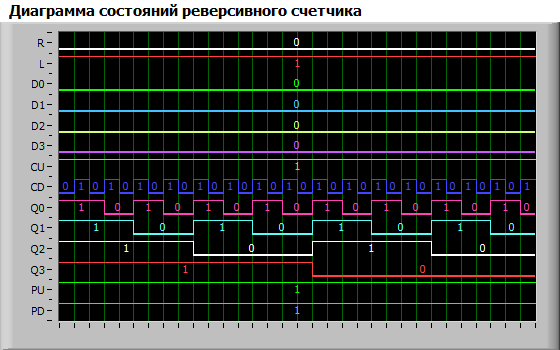 Диаграмма состояний реверсивного счетчика
R 0
L 1
D0 0
D1 0
D2 0
D3 0
CU 1
CD 0 1 0 1 0 1 0 1 0 1 0 1 0 1 0 1 0 1 0 1 0 1 0 1 0 1 0 1 0 1 0 1
Q0 1 0 1 0 1 0 1 0 1 0 1 0 1 0 1 0
Q1 1 0 1 0 1 0 1 0
Q2 1 0 1 0
Q3 1 0
PU 1
PD 1